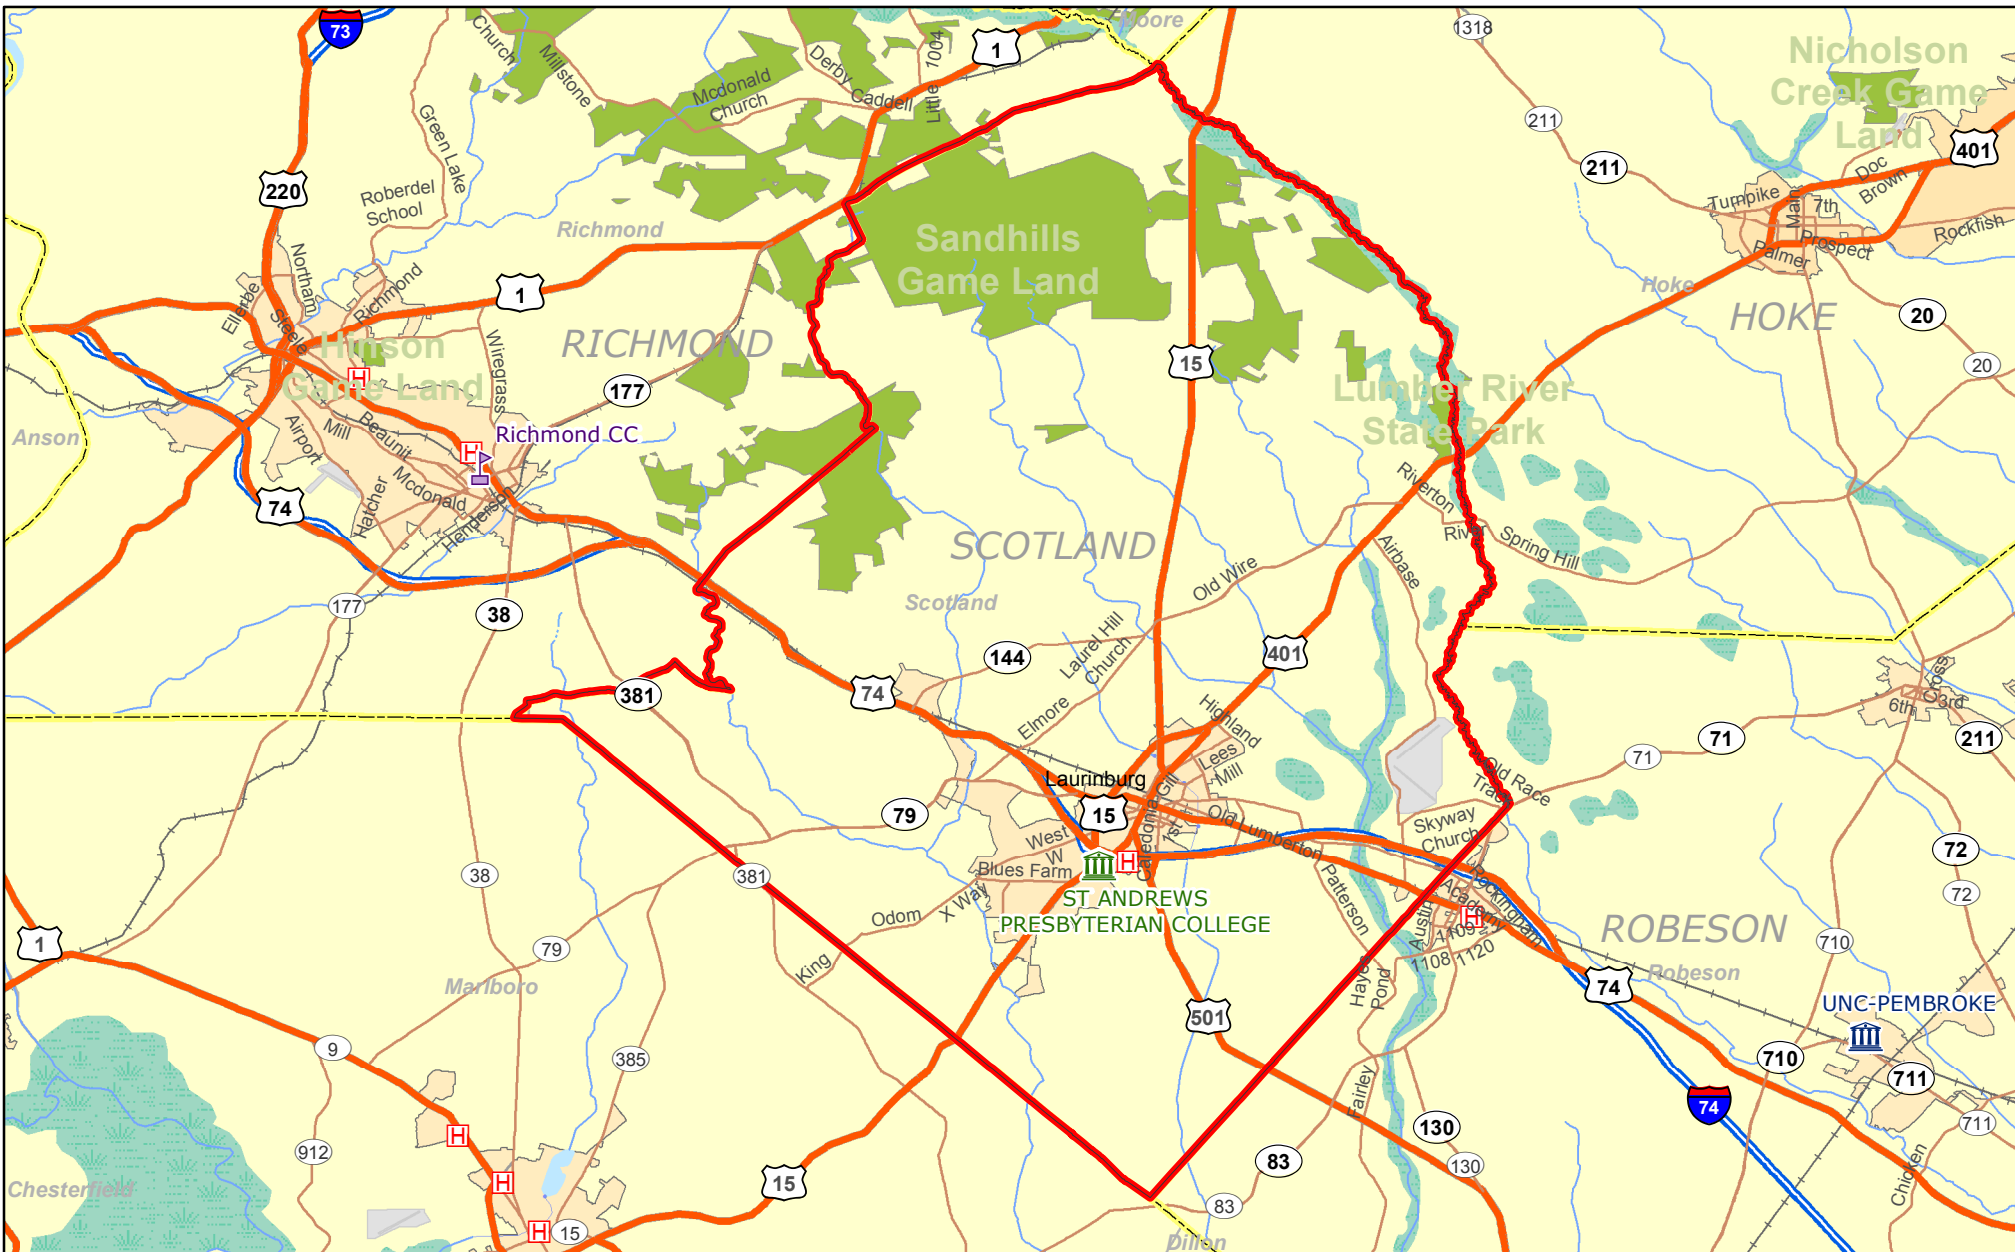 73
Church
Millstone
Derby
Little 1004
1
Moore
1318
Nicholson
Creek Game
Land
Mcdonald
Church
Caddell
Green Lake
211
211
401
220
Roberdel
School
Richmond
Doc
Brown
Turnpike
Main
7th
Prospect
Palmer
Rockfish
Sandhills
Game Land
Northam
Richmond
1
Ellerbe
Steele
Hoke
HOKE
20
20
RICHMOND
Hinson
Game Land
Wiregrass
177
15
Lumber River
State Park
Anson
Airport
Mill
Beaunit
Richmond CC
Mcdonald
Hatcher
Henderson
74
Riverton
River
Spring Hill
SCOTLAND
Airbase
Old Wire
177
38
Scotland
Laurel Hill
Church
144
401
381
74
Elmore
Highland
Lees
Mill
Cross
6th
3rd
71
71
211
Laurinburg
15
Caledonia
Gill
1st
Old Race
Track
79
West
W
Blues Farm
X Way
Odom
King
Old Lumberton
Skyway
Church
72
72
38
381
ST ANDREWS
PRESBYTERIAN COLLEGE
Patterson
Austin
Academy
Rockingham
1109
1108
1120
Hayes
Pond
ROBESON
Robeson
710
1
79
Marlboro
501
74
UNC-PEMBROKE
710
711
711
9
385
Fairley
74
130
130
912
83
83
Chesterfield
15
15
Dillon
Chicken